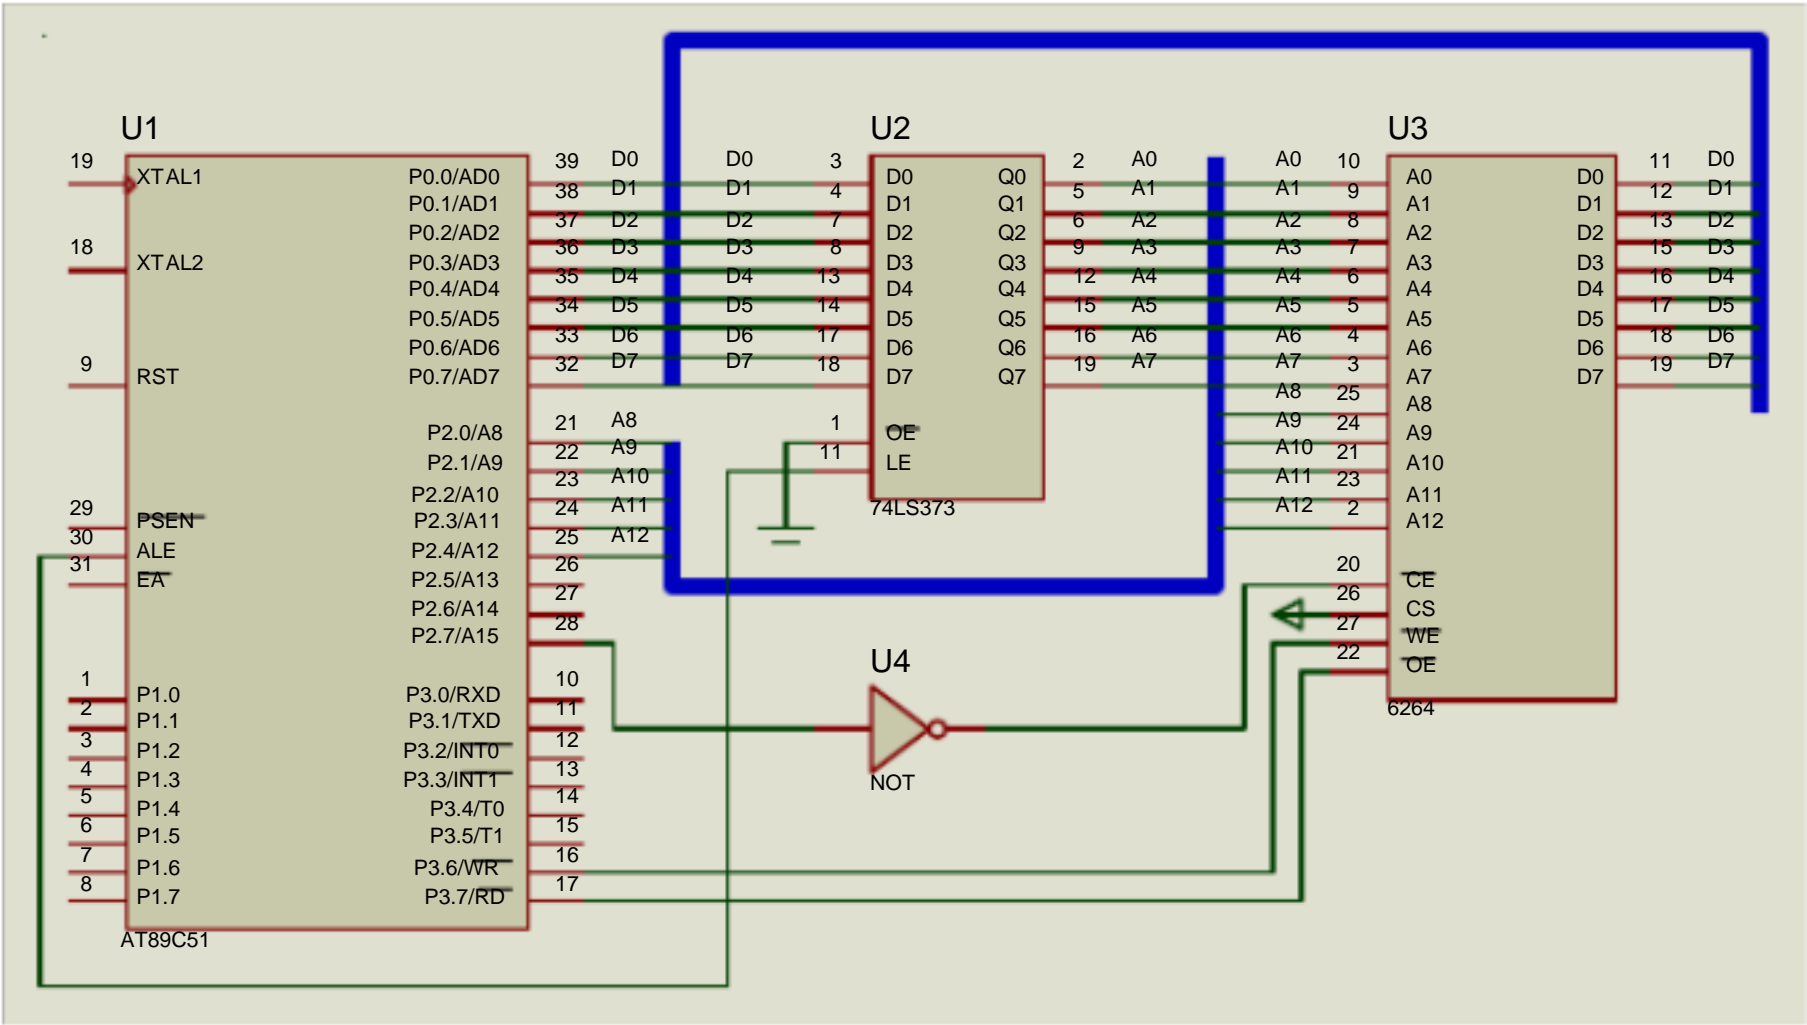 U1
19 XTAL1
18 XTAL2
9 RST
29 PSEN
30 ALE
31 EA
1 P1.0
2 P1.1
3 P1.2
4 P1.3
5 P1.4
6 P1.5
7 P1.6
8 P1.7
P0.0/AD0 39 D0
P0.1/AD1 38 D1
P0.2/AD2 37 D2
P0.3/AD3 36 D3
P0.4/AD4 35 D4
P0.5/AD5 34 D5
P0.6/AD6 33 D6
P0.7/AD7 32 D7
P2.0/A8 21 A8
P2.1/A9 22 A9
P2.2/A10 23 A10
P2.3/A11 24 A11
P2.4/A12 25 A12
P2.5/A13 26
P2.6/A14 27
P2.7/A15 28
P3.0/RXD 10
P3.1/TXD 11
P3.2/INT0 12
P3.3/INT1 13
P3.4/T0 14
P3.5/T1 15
P3.6/WR 16
P3.7/RD 17
AT89C51
U2
D0 3 D0
D1 4 D1
D2 7 D2
D3 8 D3
D4 13 D4
D5 14 D5
D6 17 D6
D7 18 D7
1 OE
11 LE
Q0 2 A0
Q1 5 A1
Q2 6 A2
Q3 9 A3
Q4 12 A4
Q5 15 A5
Q6 16 A6
Q7 19 A7
74LS373
U4
NOT
U3
A0 10 A0
A1 9 A1
A2 8 A2
A3 7 A3
A4 6 A4
A5 5 A5
A6 4 A6
A7 3 A7
A8 25 A8
A9 24 A9
A10 21 A10
A11 23 A11
A12 2 A12
20 CE
26 CS
27 WE
22 OE
D0 11 D0
D1 12 D1
D2 13 D2
D3 15 D3
D4 16 D4
D5 17 D5
D6 18 D6
D7 19 D7
6264